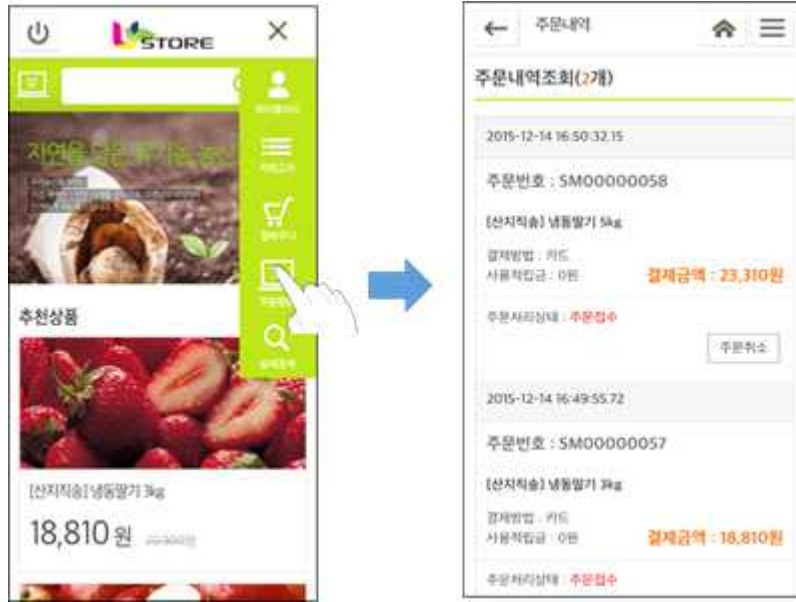 STORE
추천상품
[산지직송] 냉동딸기 3kg
18,810원
주문내역
주문내역조회(2개)
2015-12-14 16:50:32.15
주문번호 : SM00000058
[산지직송] 냉동딸기 5kg
결제방법 : 카드
사용적립금 : 0원
결제금액 : 23,310원
주문처리상태 : 주문접수
주문취소
2015-12-14 16:49:55.72
주문번호 : SM00000057
[산지직송] 냉동딸기 3kg
결제방법 : 카드
사용적립금 : 0원
결제금액 : 18,810원
주문처리상태 : 주문접수